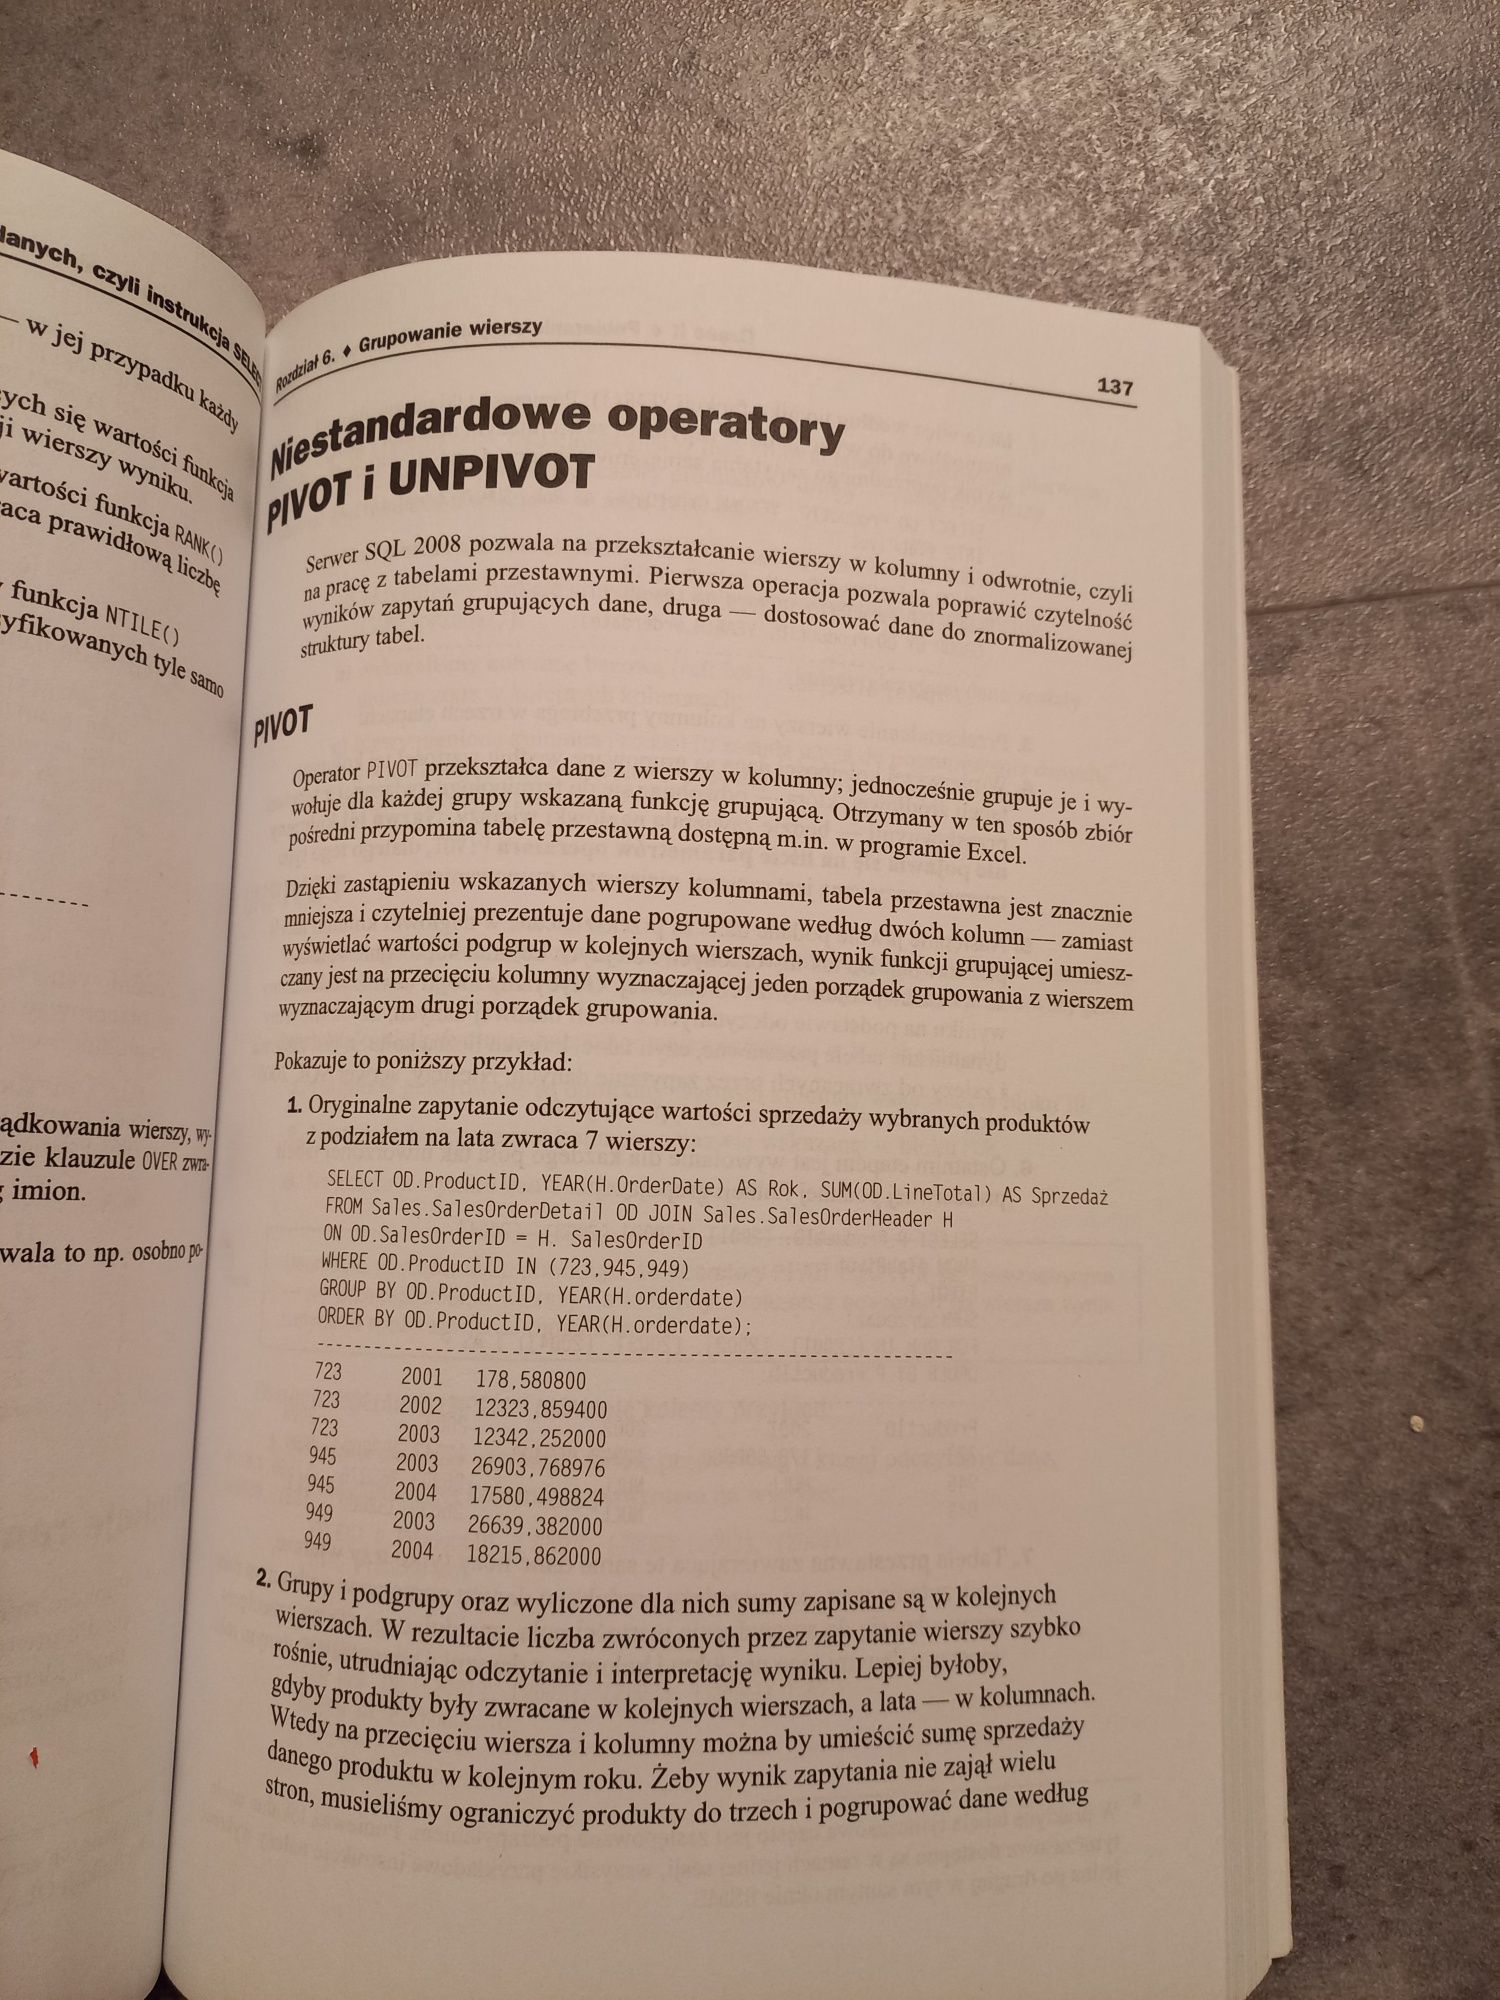 danych, czyli instrukcja SELECT
— w jej przypadku każdy
ych się wartości funkcja
ji wierszy wyniku.
wartości funkcja RANK()
aca prawidłową liczbę
funkcja NTILE()
syfikowanych tyle samo
ądkowania wierszy, wy-
zie klauzule OVER zwra-
g imion.
wala to np. osobno po-
Rozdział 6. ♦ Grupowanie wierszy
137
Niestandardowe operatory
PIVOT i UNPIVOT
Serwer SQL 2008 pozwala na przekształcanie wierszy w kolumny i odwrotnie, czyli
na pracę z tabelami przestawnymi. Pierwsza operacja pozwala poprawić czytelność
wyników zapytań grupujących dane, druga — dostosować dane do znormalizowanej
struktury tabel.
PIVOT
Operator PIVOT przekształca dane z wierszy w kolumny; jednocześnie grupuje je i wy-
wołuje dla każdej grupy wskazaną funkcję grupującą. Otrzymany w ten sposób zbiór
pośredni przypomina tabelę przestawną dostępną m.in. w programie Excel.
Dzięki zastąpieniu wskazanych wierszy kolumnami, tabela przestawna jest znacznie
mniejsza i czytelniej prezentuje dane pogrupowane według dwóch kolumn — zamiast
wyświetlać wartości podgrup w kolejnych wierszach, wynik funkcji grupującej umiesz-
czany jest na przecięciu kolumny wyznaczającej jeden porządek grupowania z wierszem
wyznaczającym drugi porządek grupowania.
Pokazuje to poniższy przykład:
1. Oryginalne zapytanie odczytujące wartości sprzedaży wybranych produktów
z podziałem na lata zwraca 7 wierszy:
SELECT OD.ProductID, YEAR(H.OrderDate) AS Rok, SUM(OD.LineTotal) AS Sprzedaż
FROM Sales.SalesOrderDetail OD JOIN Sales.SalesOrderHeader H
ON OD.SalesOrderID = H. SalesOrderID
WHERE OD.ProductID IN (723,945,949)
GROUP BY OD.ProductID, YEAR(H.orderdate)
ORDER BY OD.ProductID, YEAR(H.orderdate);
--------------------------------------------------------------------
723 2001 178,580800
723 2002 12323,859400
723 2003 12342,252000
945 2003 26903,768976
945 2004 17580,498824
949 2003 26639,382000
949 2004 18215,862000
2. Grupy i podgrupy oraz wyliczone dla nich sumy zapisane są w kolejnych
wierszach. W rezultacie liczba zwróconych przez zapytanie wierszy szybko
rośnie, utrudniając odczytanie i interpretację wyniku. Lepiej byłoby,
gdyby produkty były zwracane w kolejnych wierszach, a lata — w kolumnach.
Wtedy na przecięciu wiersza i kolumny można by umieścić sumę sprzedaży
danego produktu w kolejnym roku. Żeby wynik zapytania nie zajął wielu
stron, musieliśmy ograniczyć produkty do trzech i pogrupować dane według